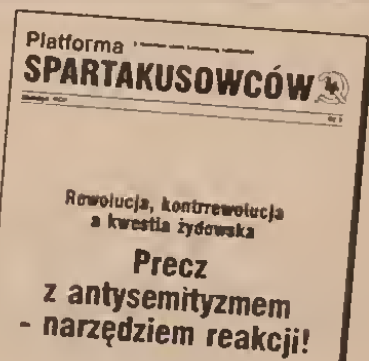 Platforma
SPARTAKUSOWCÓW
Rewolucja, kontrrewolucja
a kwestia żydowska
Precz
z antysemityzmem
- narzędziem reakcji!